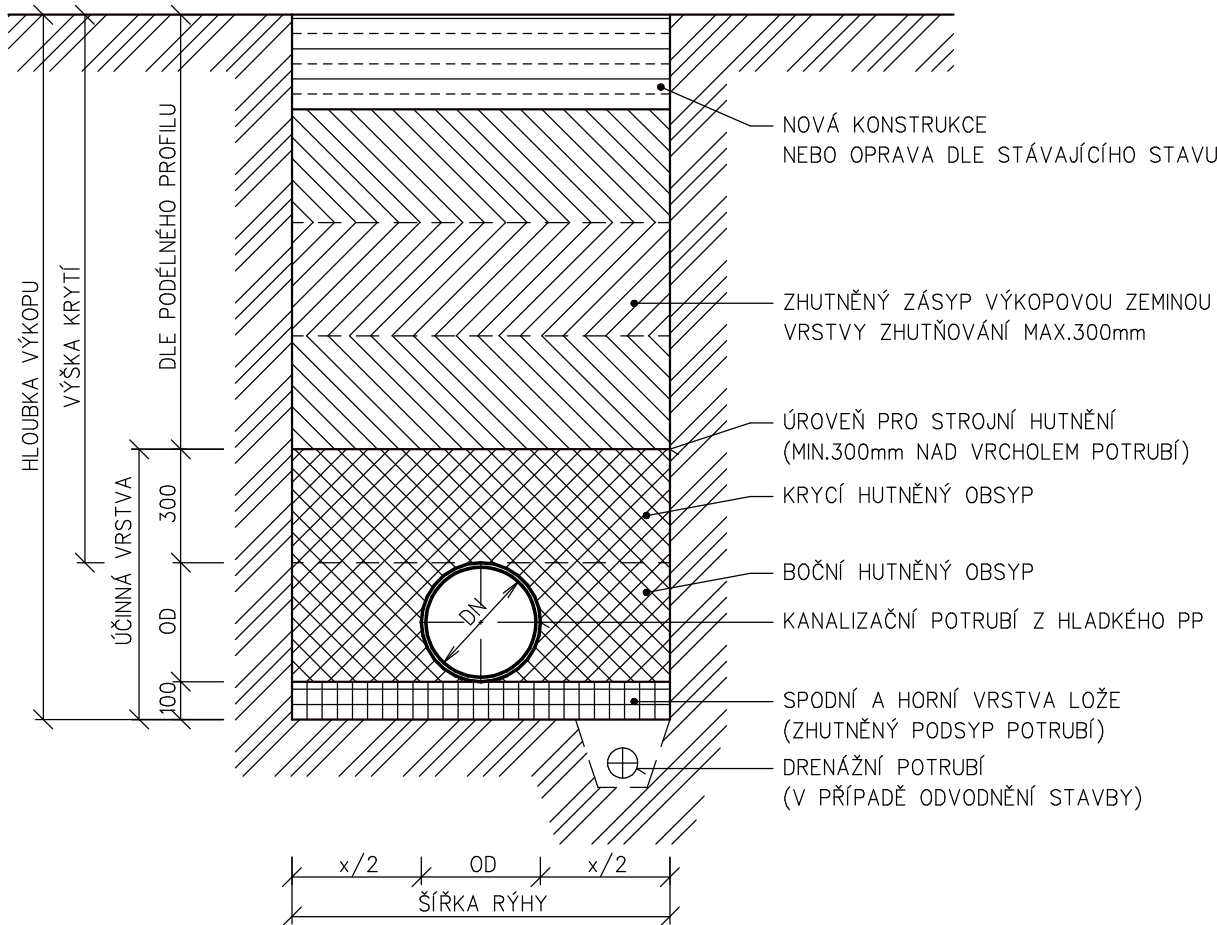 HLOUBKA VÝKOPU
VÝŠKA KRYTÍ
DLE PODÉLNÉHO PROFILU
ÚČINNÁ VRSTVA
300
OD
100
DN
NOVÁ KONSTRUKCE
NEBO OPRAVA DLE STÁVAJÍCÍHO STAVU
ZHUTNĚNÝ ZÁSYP VÝKOPOVOU ZEMINOU
VRSTVY ZHUTŇOVÁNÍ MAX.300mm
ÚROVEŇ PRO STROJNÍ HUTNĚNÍ
(MIN.300mm NAD VRCHOLEM POTRUBÍ)
KRYCÍ HUTNĚNÝ OBSYP
BOČNÍ HUTNĚNÝ OBSYP
KANALIZAČNÍ POTRUBÍ Z HLADKÉHO PP
SPODNÍ A HORNÍ VRSTVA LOŽE
(ZHUTNĚNÝ PODSYP POTRUBÍ)
DRENÁŽNÍ POTRUBÍ
(V PŘÍPADĚ ODVODNĚNÍ STAVBY)
x/2
OD
x/2
ŠÍŘKA RÝHY